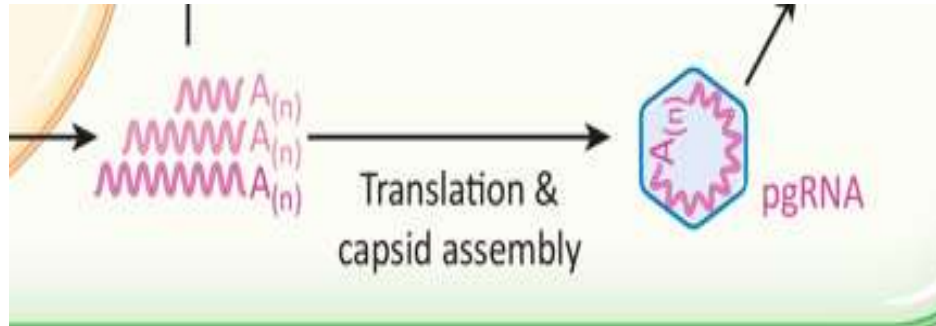 A(n)
A(n)
A(n)
Translation &
capsid assembly
A(n)
pgRNA